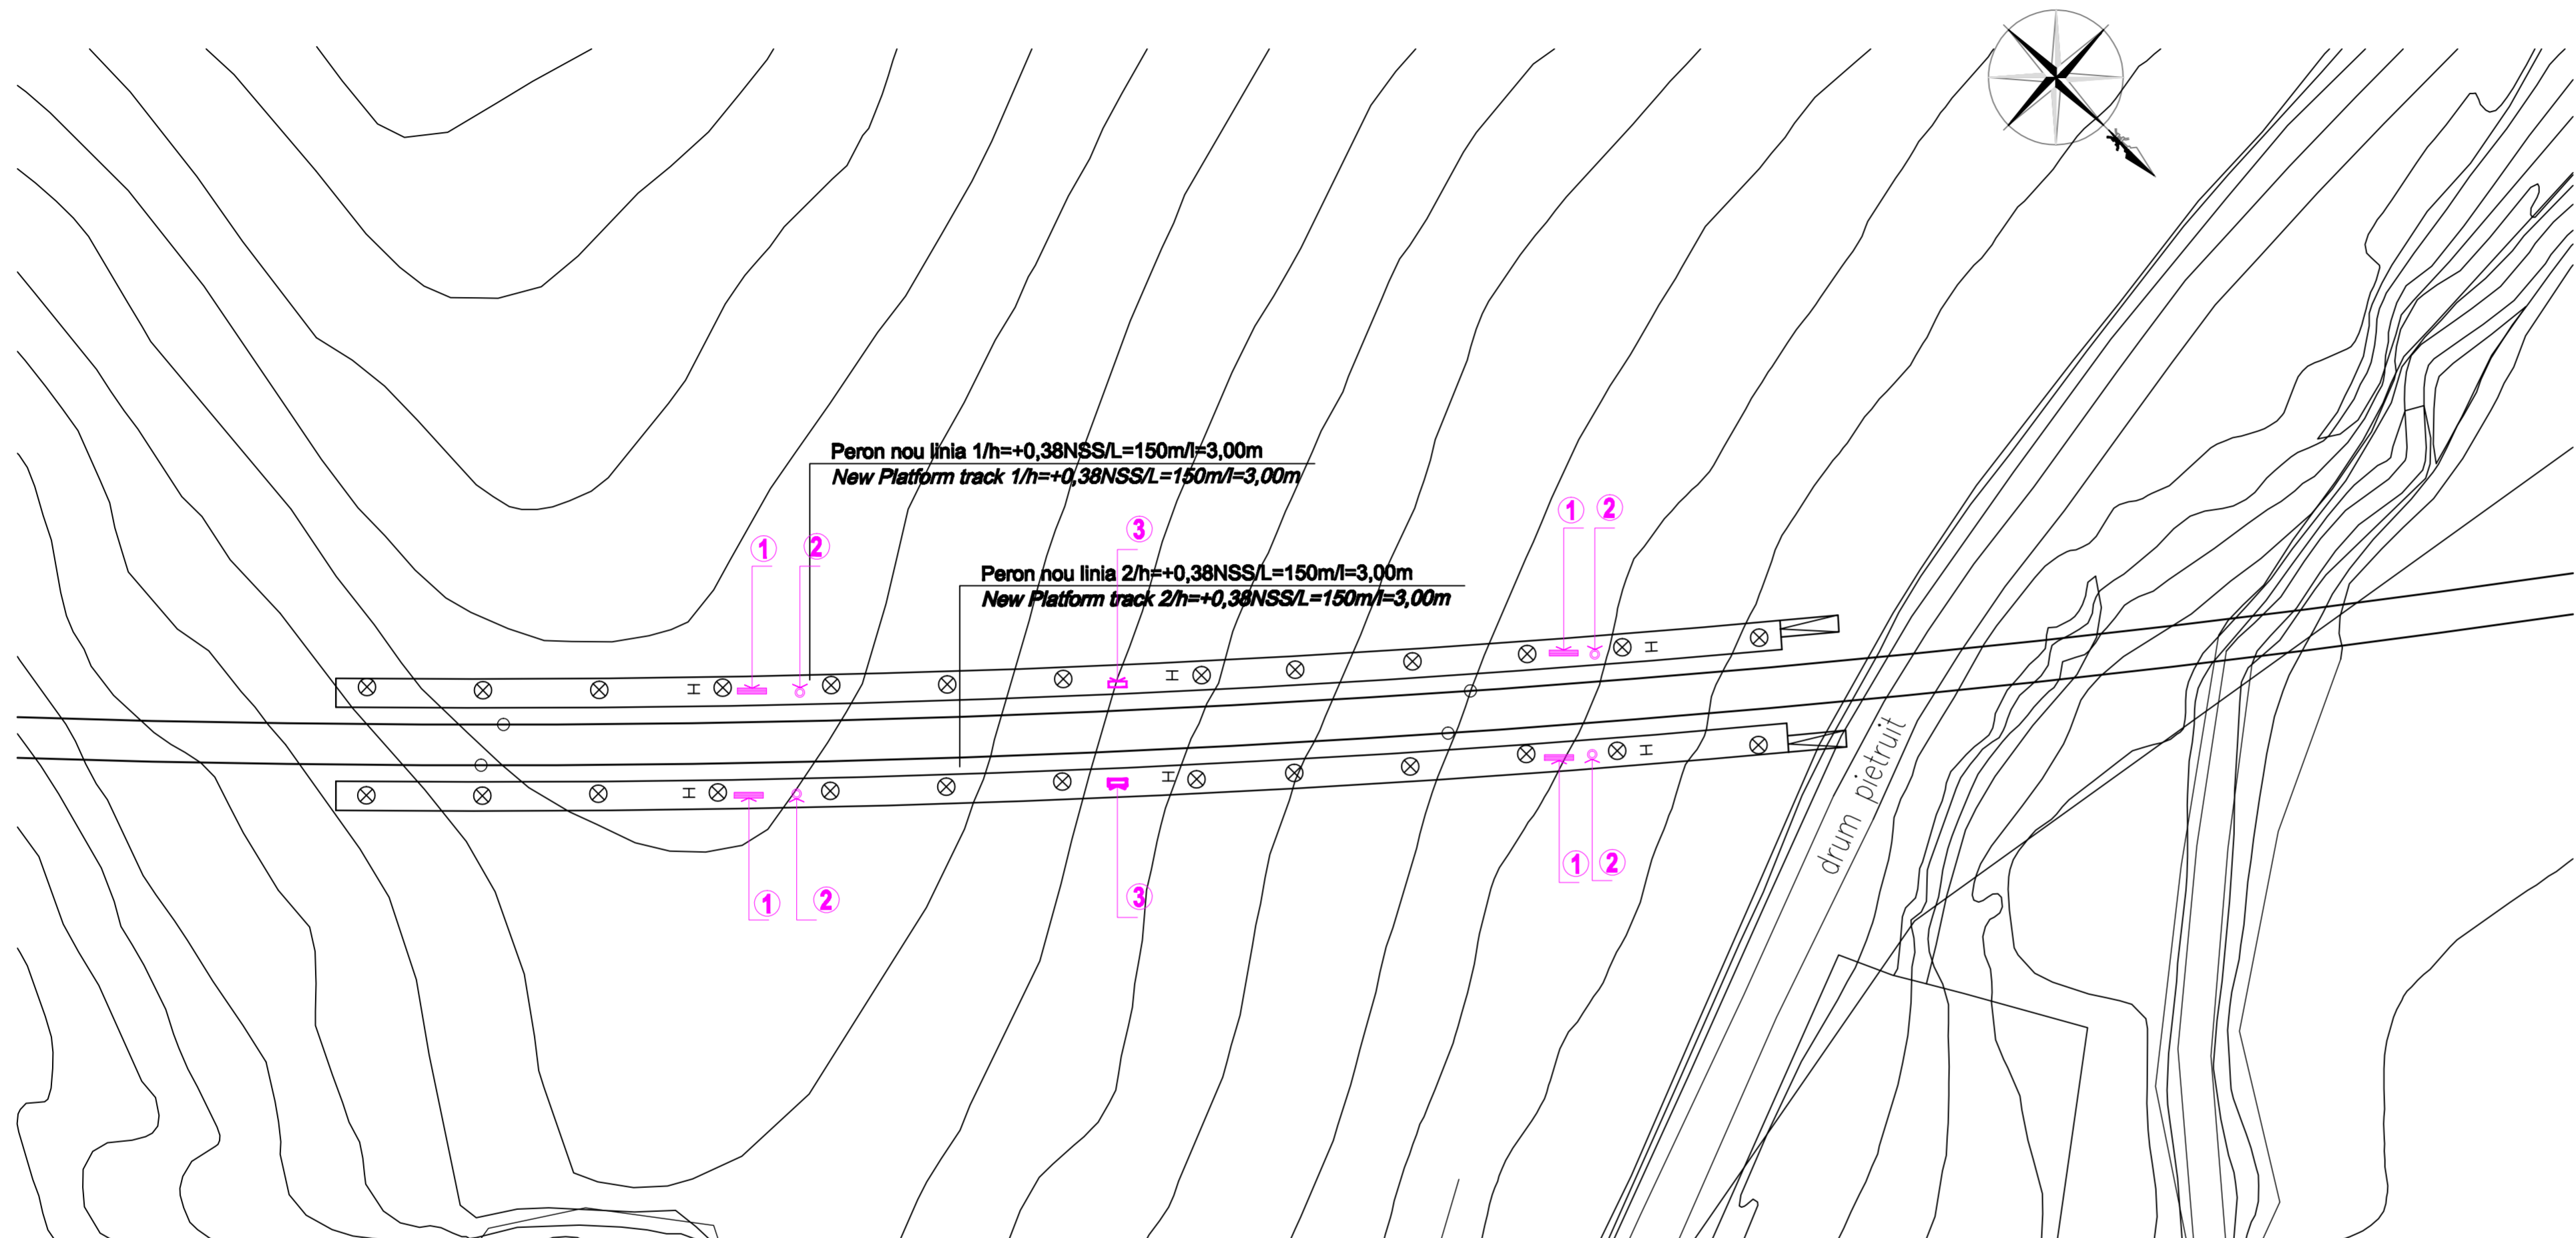 Peron nou linia 1/h=+0,38NSS/L=150m/l=3,00m
New Platform track 1/h=+0,38NSS/L=150m/l=3,00m
1
2
3
1
2
Peron nou linia 2/h=+0,38NSS/L=150m/l=3,00m
New Platform track 2/h=+0,38NSS/L=150m/l=3,00m
drum pietruit
1
2
3
1
2